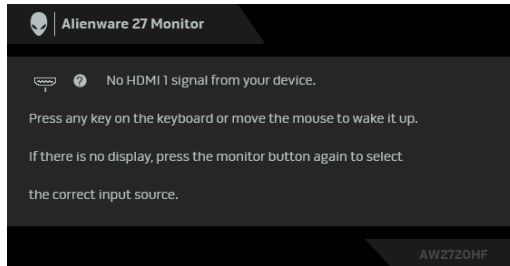 Alienware 27 Monitor
? No HDMI 1 signal from your device.
Press any key on the keyboard or move the mouse to wake it up.
If there is no display, press the monitor button again to select
the correct input source.
AW2720HF